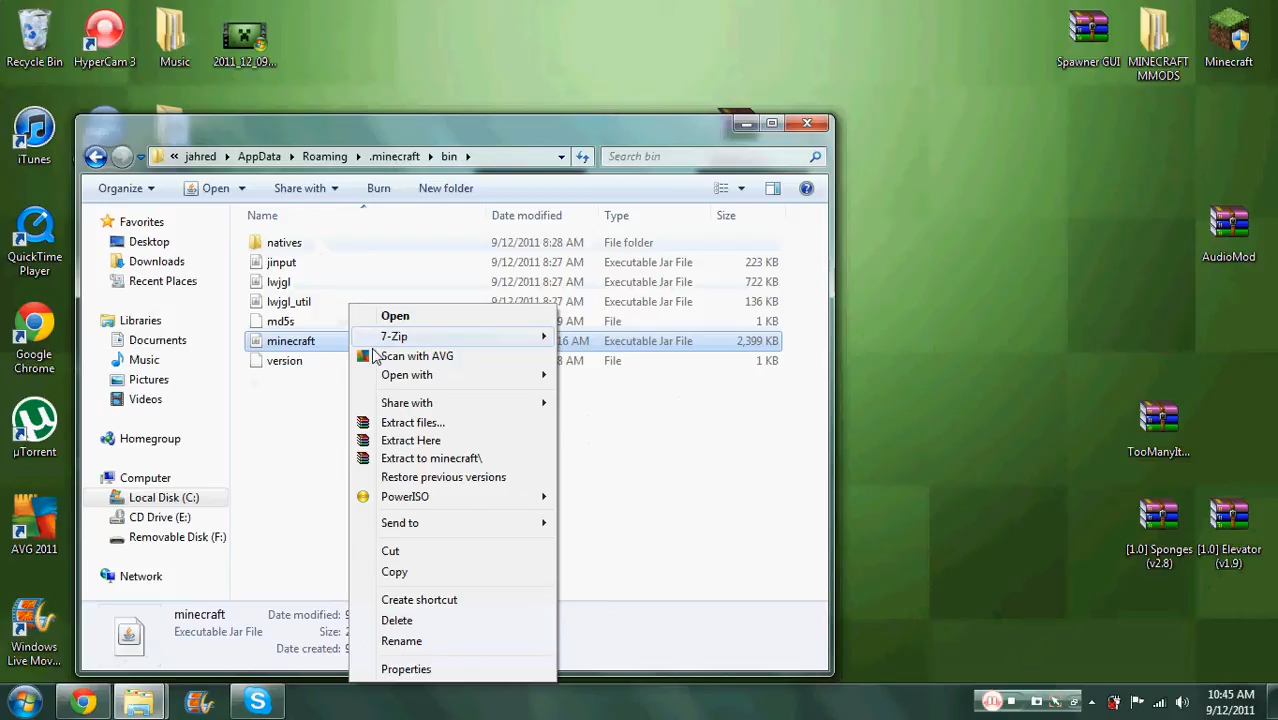 Recycle Bin
HyperCam 3
Music
2011_12_09...
Spawner GUI
MINECRAFT
MMODS
Minecraft
iTunes
QuickTime
Player
Google
Chrome
µTorrent
AVG 2011
Windows
Live Mov...
AudioMod
TooManyIt...
[1.0] Sponges
(v2.8)
[1.0] Elevator
(v1.9)
« jahred AppData Roaming .minecraft bin
Search bin
Organize Open Share with Burn New folder
Name Date modified Type Size
Favorites
Desktop
Downloads
Recent Places
Libraries
Documents
Music
Pictures
Videos
Homegroup
Computer
Local Disk (C:)
CD Drive (E:)
Removable Disk (F:)
Network
natives 9/12/2011 8:28 AM File folder
jinput 9/12/2011 8:27 AM Executable Jar File 223 KB
lwjgl 9/12/2011 8:27 AM Executable Jar File 722 KB
lwjgl_util 9/12/2011 8:27 AM Executable Jar File 136 KB
md5s 9 AM File 1 KB
minecraft 16 AM Executable Jar File 2,399 KB
version 8 AM File 1 KB
Open
7-Zip
Scan with AVG
Open with
Share with
Extract files...
Extract Here
Extract to minecraft\
Restore previous versions
PowerISO
Send to
Cut
Copy
Create shortcut
Delete
Rename
Properties
minecraft Date modified: 9
Executable Jar File Size: 2
Date created: 9
10:45 AM
9/12/2011